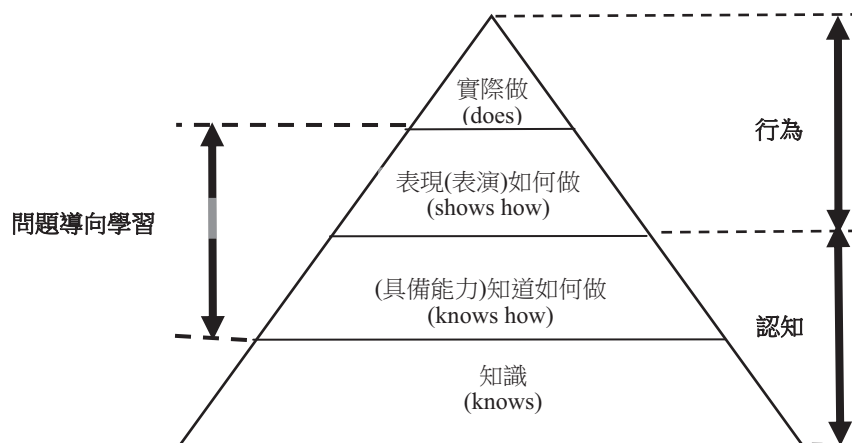 實際做
(does)
行為
表現(表演)如何做
(shows how)
問題導向學習
(具備能力)知道如何做
(knows how)
認知
知識
(knows)